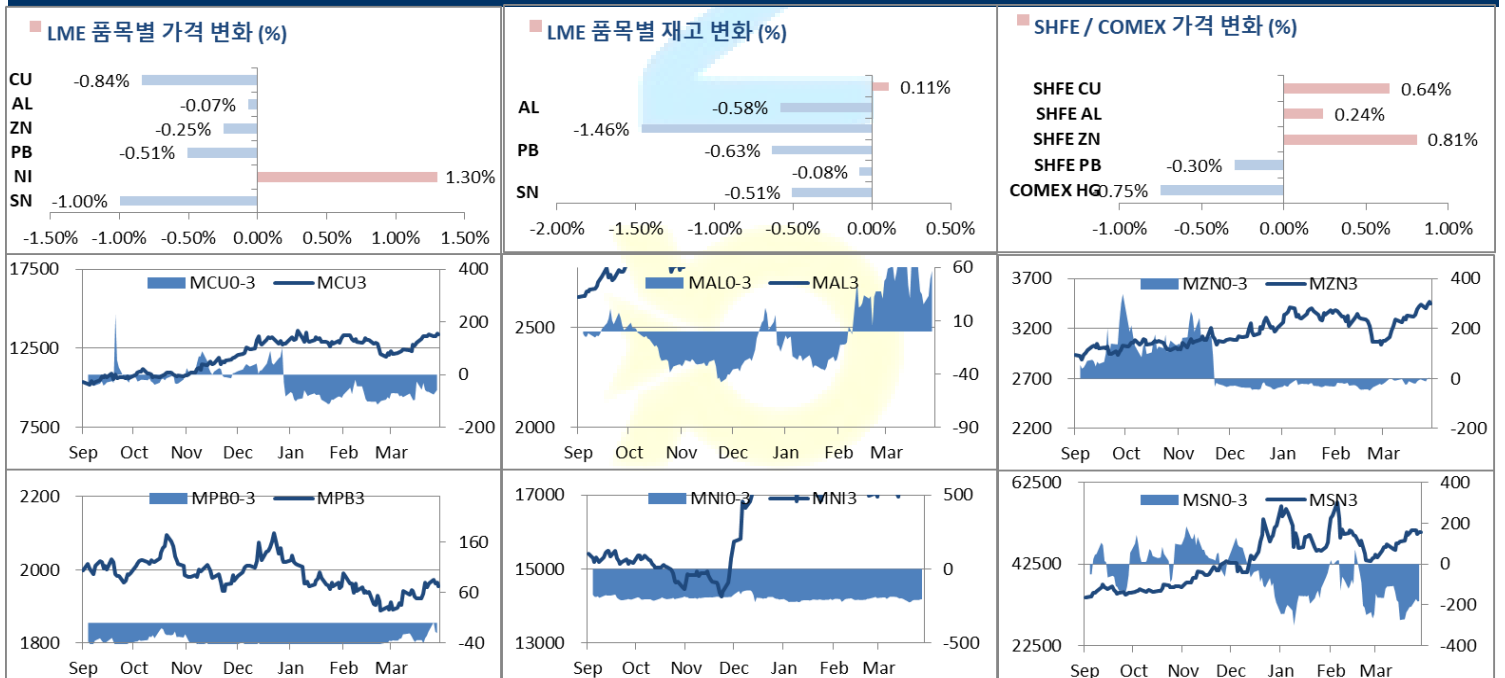 LME 품목별 가격 변화 (%)
CU
-0.84%
AL
-0.07%
ZN
-0.25%
PB
-0.51%
NI
1.30%
SN
-1.00%
-1.50% -1.00% -0.50% 0.00% 0.50% 1.00% 1.50%
LME 품목별 재고 변화 (%)
0.11%
AL
-0.58%
-1.46%
PB
-0.63%
-0.08%
SN
-0.51%
-2.00% -1.50% -1.00% -0.50% 0.00% 0.50%
SHFE / COMEX 가격 변화 (%)
SHFE CU
0.64%
SHFE AL
0.24%
SHFE ZN
0.81%
SHFE PB
-0.30%
COMEX HG
0.75%
-1.00% -0.50% 0.00% 0.50% 1.00%
MCU0-3 MCU3
17500
12500
7500
400
200
0
-200
Sep Oct Nov Dec Jan Feb Mar
MAL0-3 MAL3
2500
2000
60
10
-40
-90
Sep Oct Nov Dec Jan Feb Mar
MZN0-3 MZN3
3700
3200
2700
2200
400
200
0
-200
Sep Oct Nov Dec Jan Feb Mar
MPB0-3 MPB3
2200
2000
1800
160
60
-40
Sep Oct Nov Dec Jan Feb Mar
MNI0-3 MNI3
17000
15000
13000
500
0
-500
Sep Oct Nov Dec Jan Feb Mar
MSN0-3 MSN3
62500
42500
22500
400
200
0
-200
-400
Sep Oct Nov Dec Jan Feb Mar